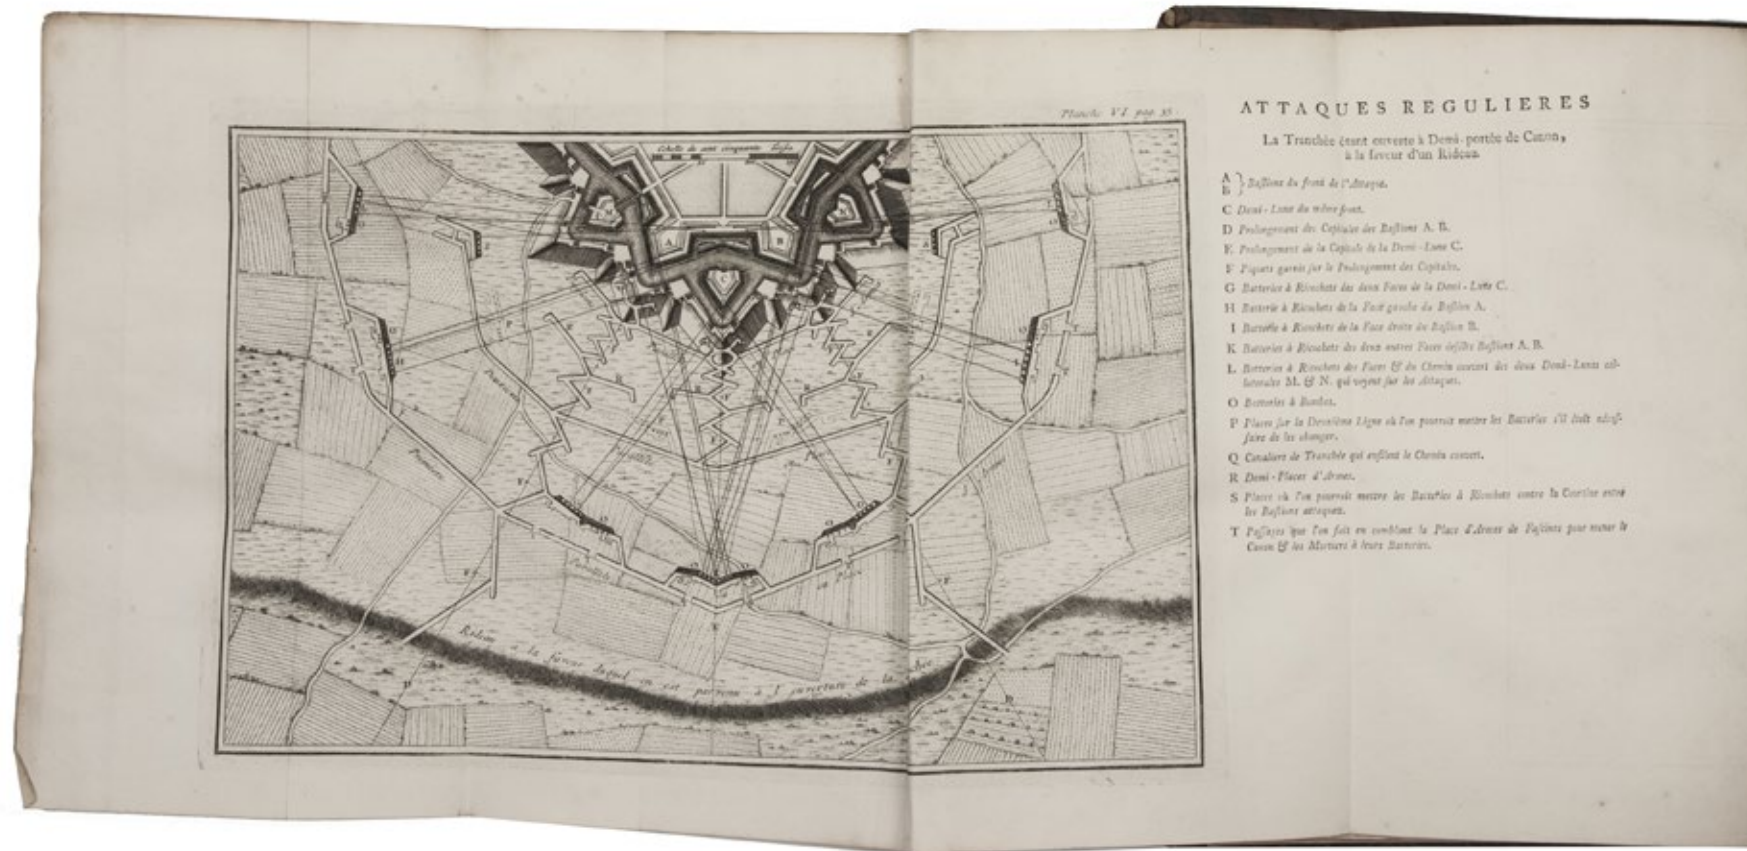 Planche VI. pag. 35.
Echelle de cent cinquante Toises
A
B
C
Rideau à la faveur duquel on est parvenu à l'ouverture de la
ATTAQUES REGULIERES
La Tranchée étant ouverte à Demi-portée de Canon,
à la faveur d'un Rideau.
A
B } Bastions du front de l'Attaque.
C Demi-Lune du même front.
D Prolongement des Capitales des Bastions A. B.
E Prolongement de la Capitale de la Demi-Lune C.
F Piquets garnis sur le Prolongement des Capitales.
G Batteries à Ricochets des deux Faces de la Demi-Lune C.
H Batterie à Ricochets de la Face gauche du Bastion A.
I Batterie à Ricochets de la Face droite du Bastion B.
K Batteries à Ricochets des deux autres Faces desdits Bastions A. B.
L Batteries à Ricochets des Faces & du Chemin couvert des deux Demi-Lunes col-
laterales M. & N. qui voyent sur les Attaques.
O Batteries à Bombes.
P Places sur la Deuxième Ligne où l'on pourroit mettre les Batteries s'il étoit néces-
saire de les changer.
Q Cavaliers de Tranchée qui enfilent le Chemin couvert.
R Demi-Places d'Armes.
S Places où l'on pourroit mettre les Batteries à Ricochets contre la Courtine entre
les Bastions attaqués.
T Passages que l'on fait en comblant la Place d'Armes de Fascines pour mener le
Canon & les Mortiers à leurs Batteries.